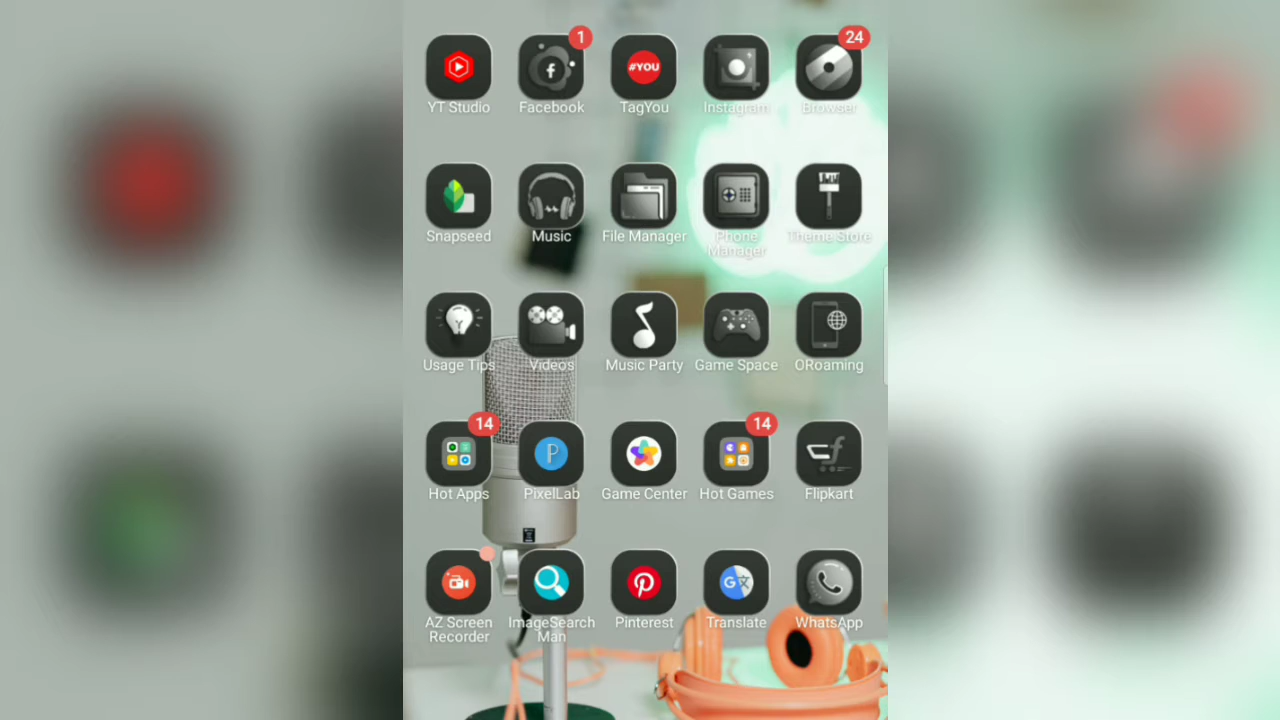 1
24
#YOU
YT Studio
Facebook
TagYou
Instagram
Browser
Snapseed
Music
File Manager
Phone
Manager
Theme Store
Usage Tips
Videos
Music Party
Game Space
ORoaming
14
14
Hot Apps
PixelLab
Game Center
Hot Games
Flipkart
AZ Screen
Recorder
ImageSearch
Man
Pinterest
Translate
WhatsApp